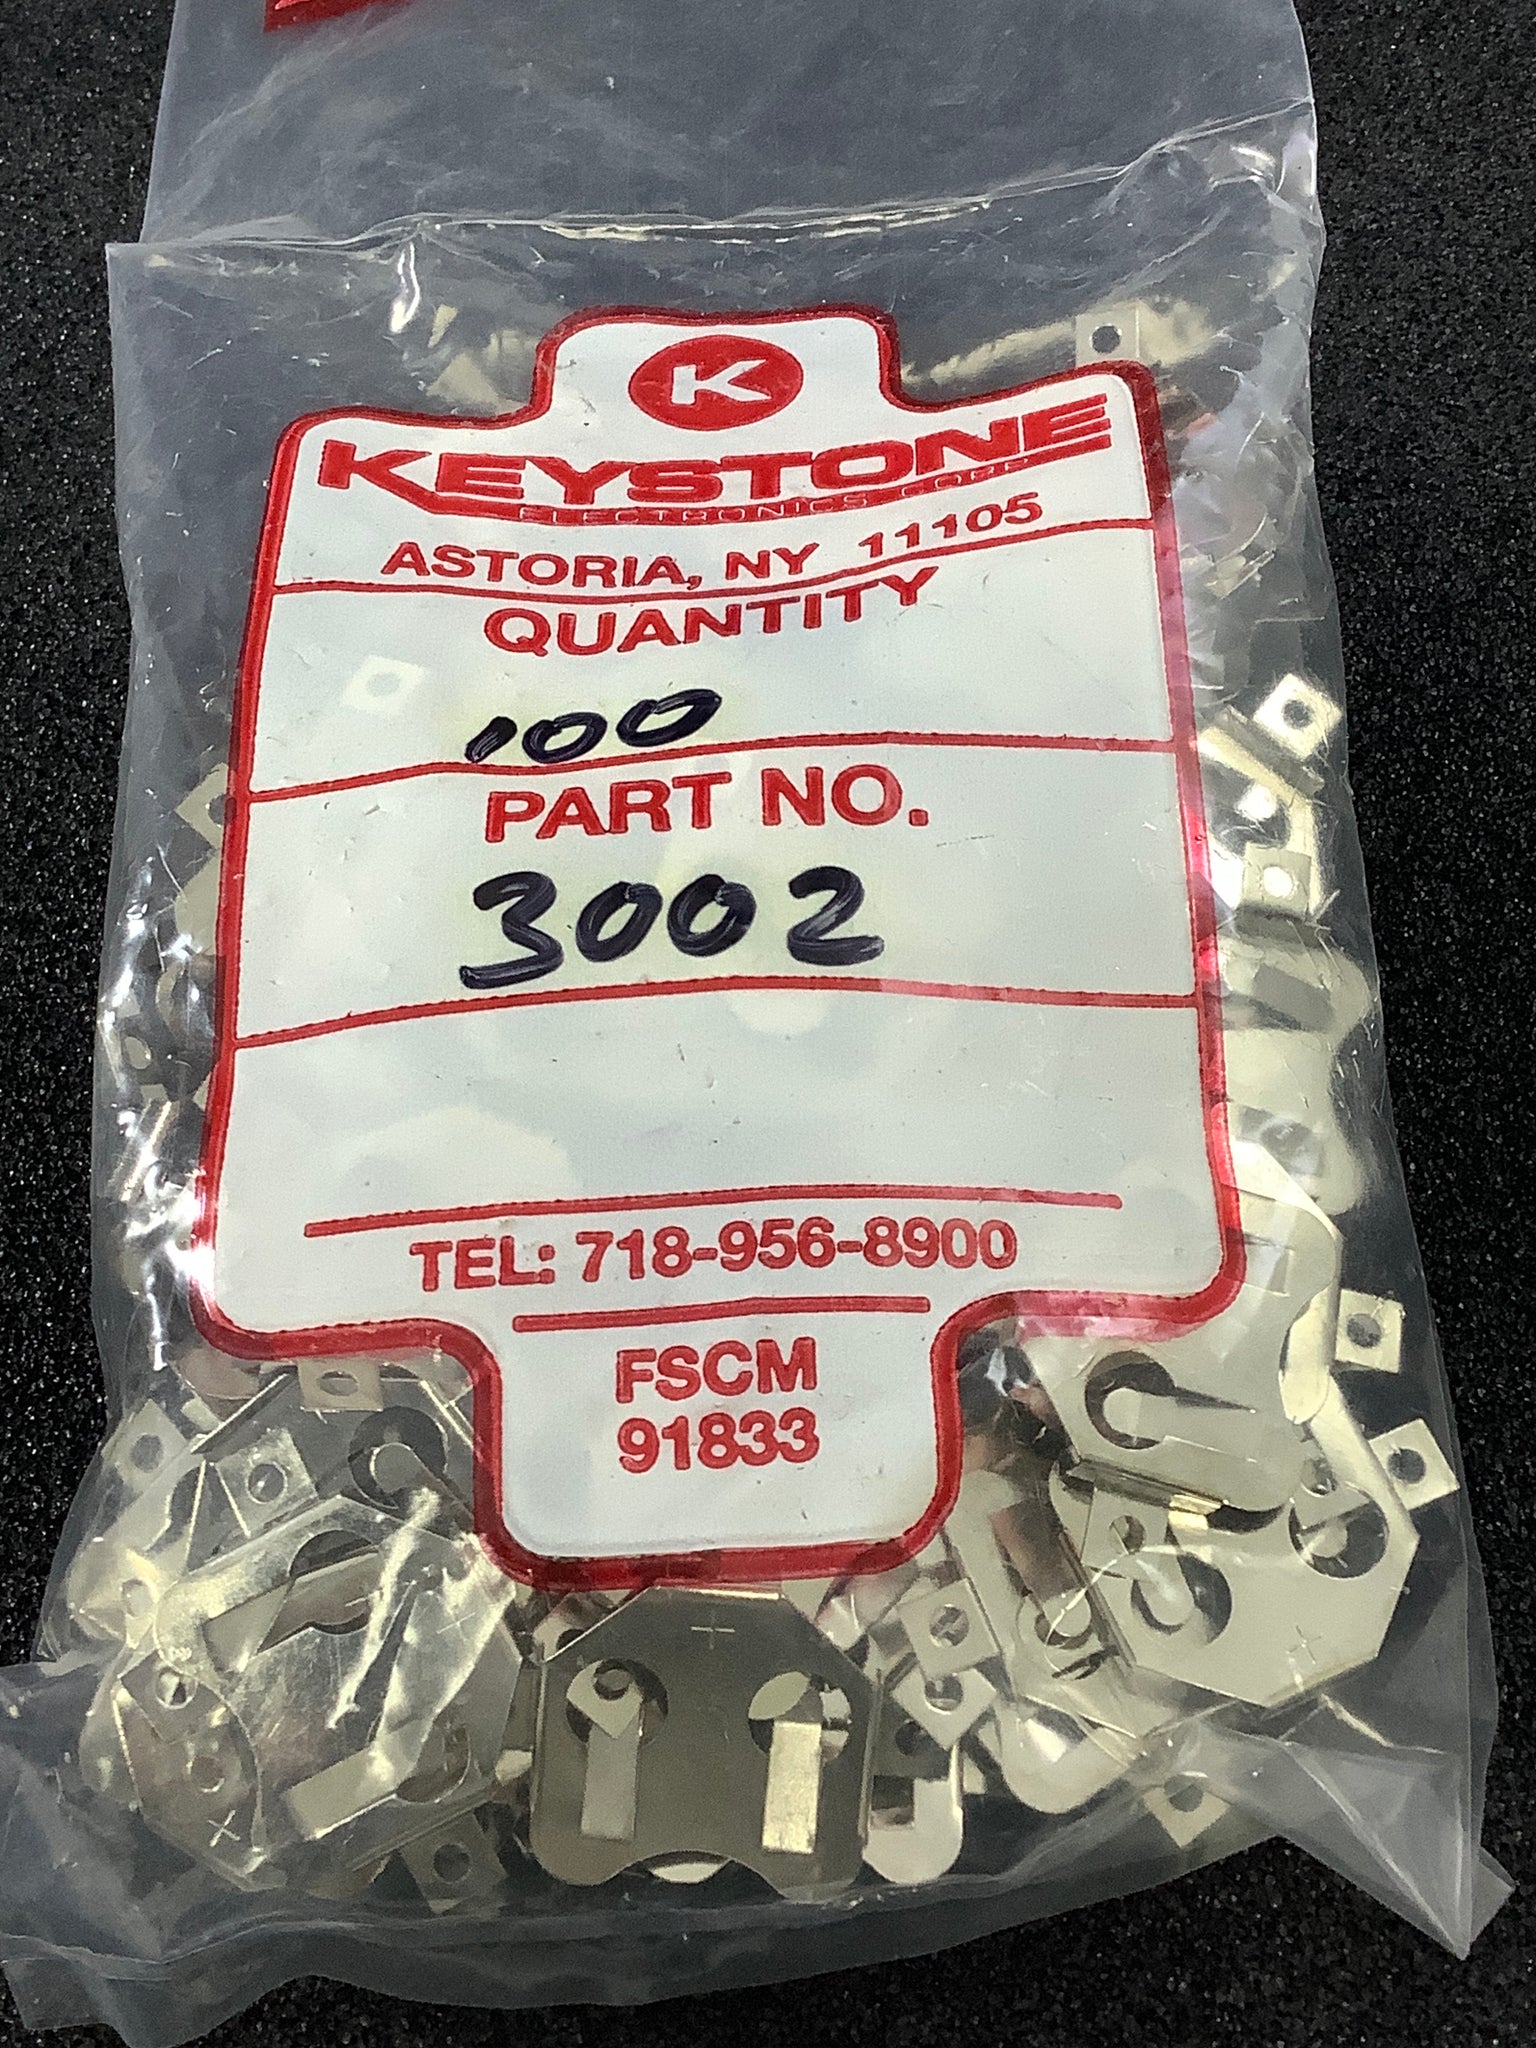 K
KEYSTONE
ELECTRONICS CORP
ASTORIA, NY 11105
QUANTITY
100
PART NO.
3002
TEL: 718-956-8900
FSCM
91833